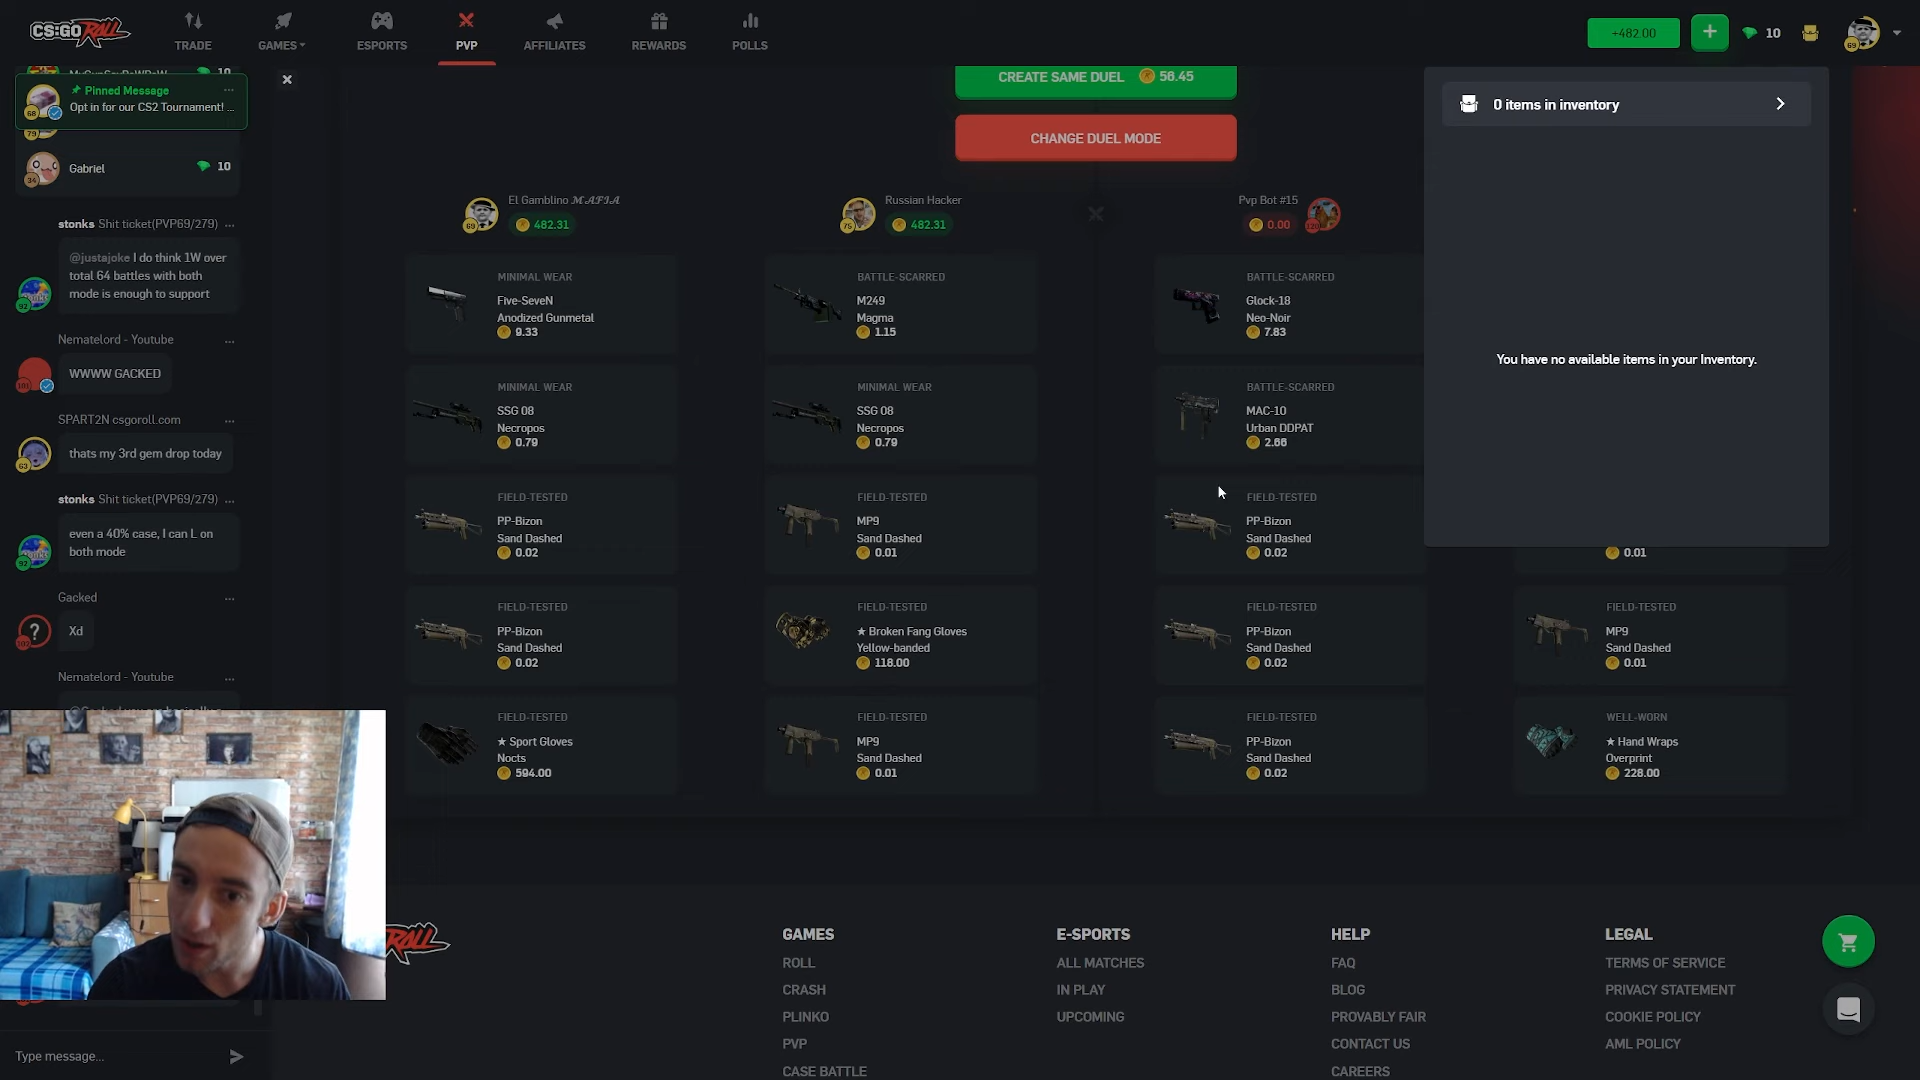 CS:GO ROLL
TRADE
GAMES
ESPORTS
PVP
AFFILIATES
REWARDS
POLLS
+482.00
+
10
69
Pinned Message
Opt in for our CS2 Tournament! ...
68
79
10
Gabriel
10
34
stonks Shit ticket(PVP69/279)
@justajoke I do think 1W over
total 64 battles with both
mode is enough to support
92
Nematelord - Youtube
WWWW GACKED
101
SPART2N csgoroll.com
thats my 3rd gem drop today
63
stonks Shit ticket(PVP69/279)
even a 40% case, I can L on
both mode
92
Gacked
Xd
?
Nematelord - Youtube
Type message...
CREATE SAME DUEL 56.45
CHANGE DUEL MODE
0 items in inventory
You have no available items in your Inventory.
El Gamblino 𝓜𝓐𝓕𝓘𝓐
482.31
69
Russian Hacker
482.31
75
Pvp Bot #15
0.00
120
MINIMAL WEAR
Five-SeveN
Anodized Gunmetal
9.33
BATTLE-SCARRED
M249
Magma
1.15
BATTLE-SCARRED
Glock-18
Neo-Noir
7.83
MINIMAL WEAR
SSG 08
Necropos
0.79
MINIMAL WEAR
SSG 08
Necropos
0.79
BATTLE-SCARRED
MAC-10
Urban DDPAT
2.66
FIELD-TESTED
PP-Bizon
Sand Dashed
0.02
FIELD-TESTED
MP9
Sand Dashed
0.01
FIELD-TESTED
PP-Bizon
Sand Dashed
0.02
0.01
FIELD-TESTED
PP-Bizon
Sand Dashed
0.02
FIELD-TESTED
★ Broken Fang Gloves
Yellow-banded
118.00
FIELD-TESTED
PP-Bizon
Sand Dashed
0.02
FIELD-TESTED
MP9
Sand Dashed
0.01
FIELD-TESTED
★ Sport Gloves
Nocts
594.00
FIELD-TESTED
MP9
Sand Dashed
0.01
FIELD-TESTED
PP-Bizon
Sand Dashed
0.02
WELL-WORN
★ Hand Wraps
Overprint
228.00
ROLL
GAMES
ROLL
CRASH
PLINKO
PVP
CASE BATTLE
E-SPORTS
ALL MATCHES
IN PLAY
UPCOMING
HELP
FAQ
BLOG
PROVABLY FAIR
CONTACT US
CAREERS
LEGAL
TERMS OF SERVICE
PRIVACY STATEMENT
COOKIE POLICY
AML POLICY